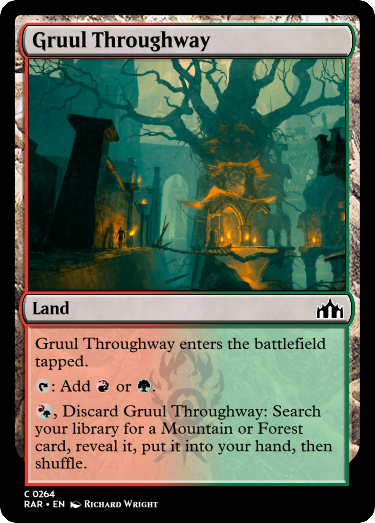 Gruul Throughway
Land
Gruul Throughway enters the battlefield
tapped.
: Add or .
, Discard Gruul Throughway: Search
your library for a Mountain or Forest
card, reveal it, put it into your hand, then
shuffle.
C 0264
RAR • EN Richard Wright